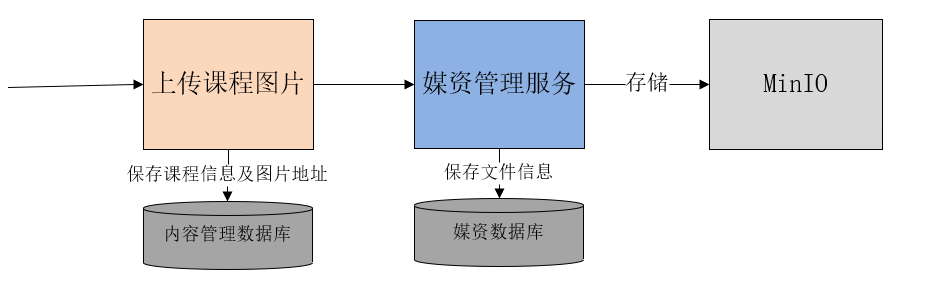 上传课程图片
媒资管理服务
存储
MinIO
保存课程信息及图片地址
保存文件信息
内容管理数据库
媒资数据库